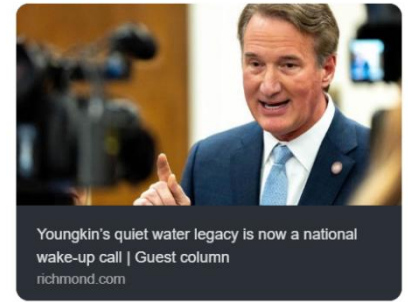 Youngkin's quiet water legacy is now a national
wake-up call | Guest column
richmond.com